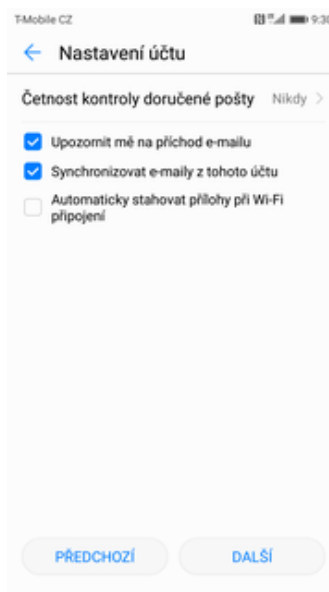 T-Mobile CZ 9:30
Nastavení účtu
Četnost kontroly doručené pošty Nikdy
Upozornit mě na příchod e-mailu
Synchronizovat e-maily z tohoto účtu
Automaticky stahovat přílohy při Wi-Fi
připojení
PŘEDCHOZÍ DALŠÍ